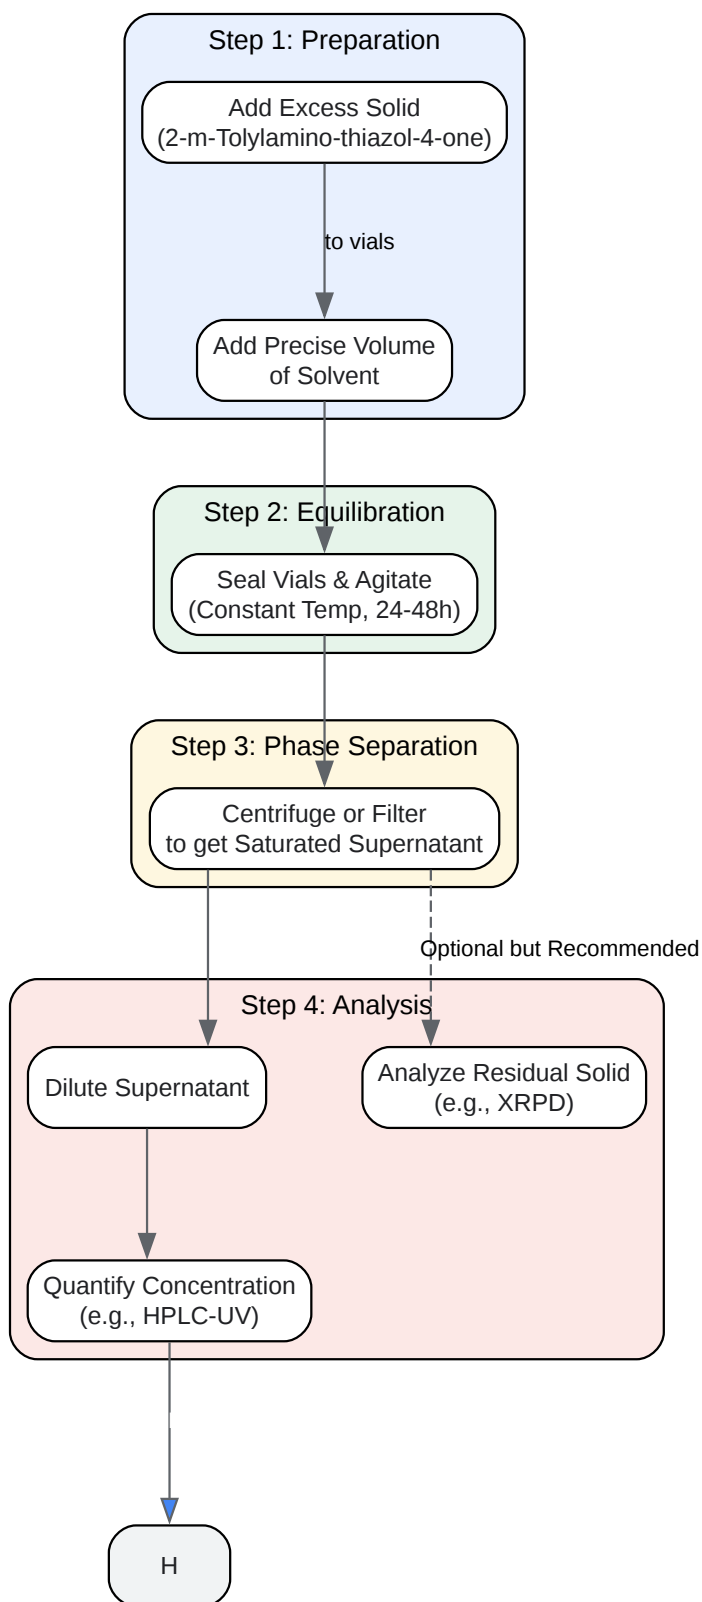 Step 1: Preparation
Add Excess Solid
(2-m-Tolylamino-thiazol-4-one)
to vials
Add Precise Volume
of Solvent
Step 2: Equilibration
Seal Vials & Agitate
(Constant Temp, 24-48h)
Step 3: Phase Separation
Centrifuge or Filter
to get Saturated Supernatant
Optional but Recommended
Step 4: Analysis
Dilute Supernatant
Analyze Residual Solid
(e.g., XRPD)
Quantify Concentration
(e.g., HPLC-UV)
H